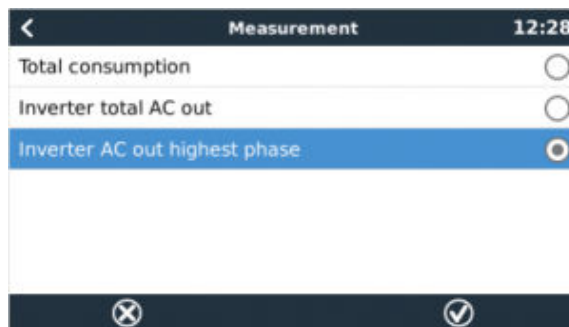 Measurement 12:28
Total consumption
Inverter total AC out
Inverter AC out highest phase